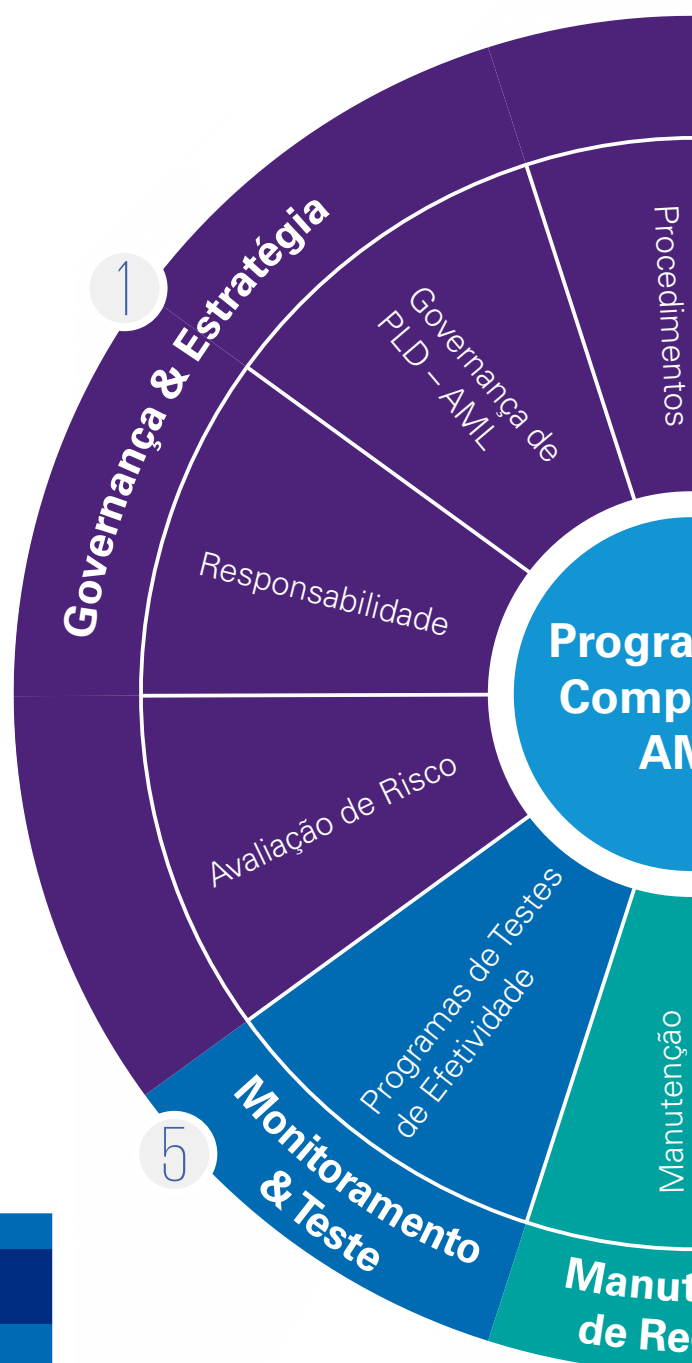 1
Governança & Estratégia
Governança de
PLD – AML
Procedimentos
Responsabilidade
Avaliação de Risco
Programas de Testes
de Efetividade
5
Monitoramento
& Teste
Manutenção